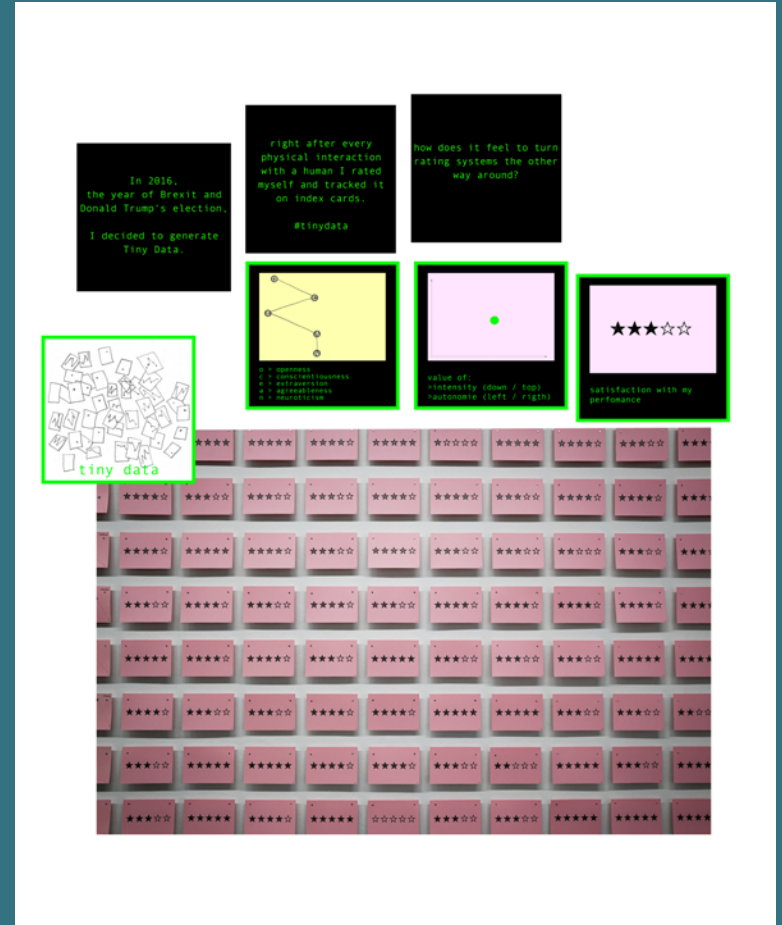 In 2016,
the year of Brexit and
Donald Trump's election,
I decided to generate
Tiny Data.
right after every
physical interaction
with a human I rated
myself and tracked it
on index cards.
#tinydata
how does it feel to turn
rating systems the other
way around?
o > openness
c > conscientiousness
e > extraversion
a > agreeableness
n > neuroticism
value of:
>intensity (down / top)
>autonomie (left / rigth)
satisfaction with my
perfomance
tiny data